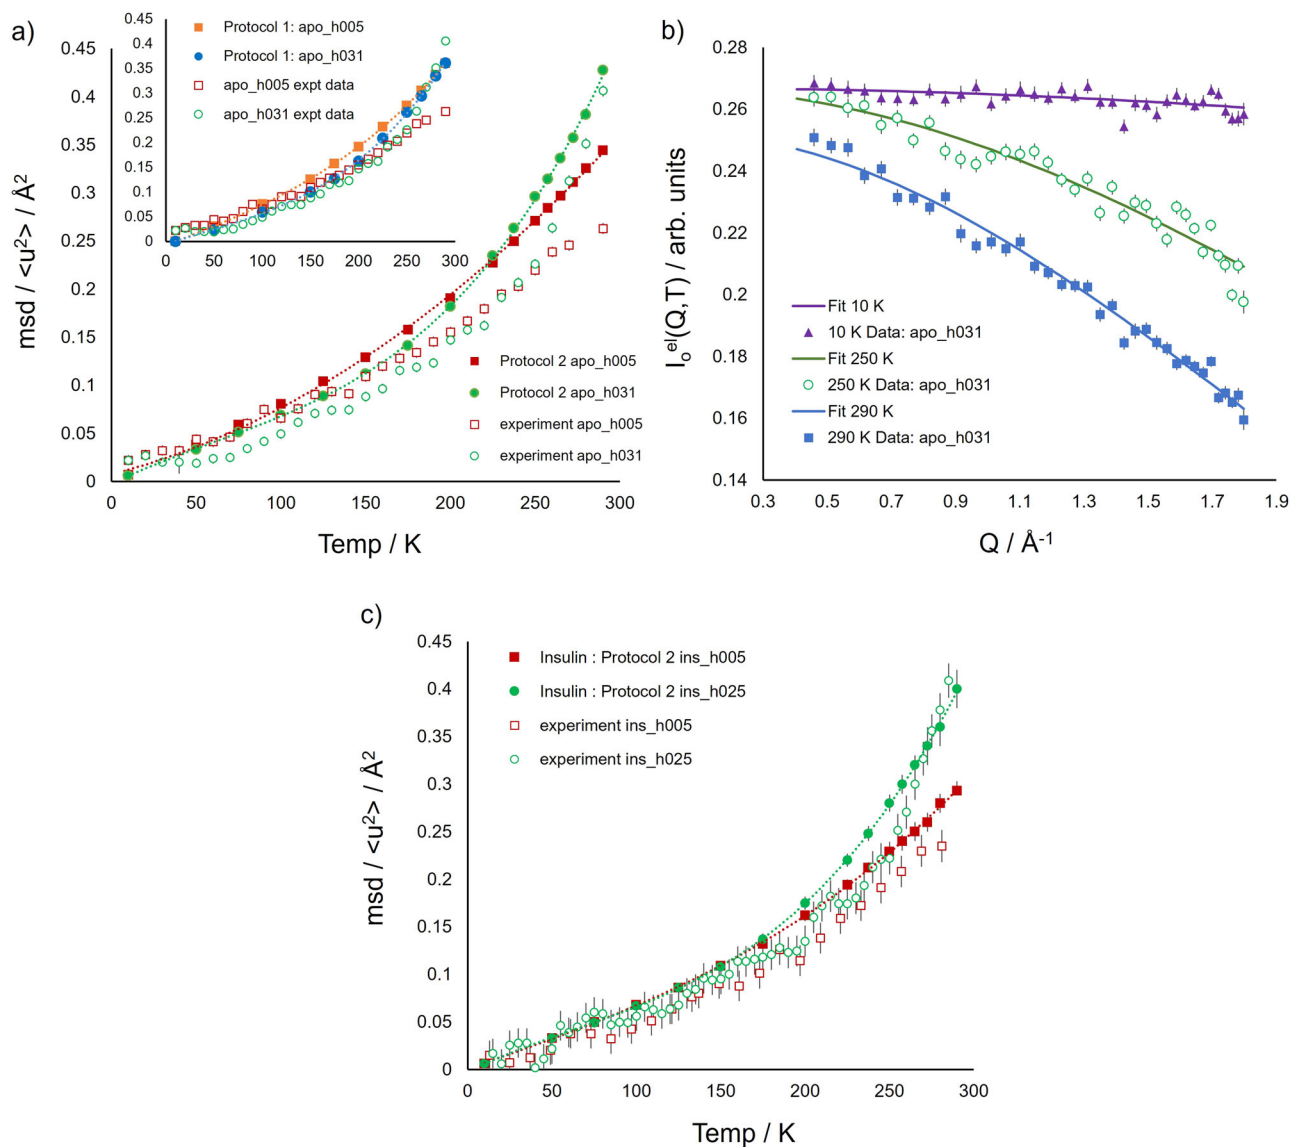 a)
0.45
0.4
0.35
0.3
0.25
0.2
0.15
0.1
0.05
0
0 50 100 150 200 250 300
Temp / K
msd / <u²> / Å²
0.45
0.4
0.35
0.3
0.25
0.2
0.15
0.1
0.05
0
0 50 100 150 200 250 300
Protocol 1: apo_h005
Protocol 1: apo_h031
apo_h005 expt data
apo_h031 expt data
Protocol 2 apo_h005
Protocol 2 apo_h031
experiment apo_h005
experiment apo_h031
b)
0.28
0.26
0.24
0.22
0.2
0.18
0.16
0.14
0.3 0.5 0.7 0.9 1.1 1.3 1.5 1.7 1.9
Q / Å⁻¹
I₀ᵉˡ(Q,T) / arb. units
Fit 10 K
10 K Data: apo_h031
Fit 250 K
250 K Data: apo_h031
Fit 290 K
290 K Data: apo_h031
c)
0.45
0.4
0.35
0.3
0.25
0.2
0.15
0.1
0.05
0
0 50 100 150 200 250 300
Temp / K
msd / <u²> / Å²
Insulin : Protocol 2 ins_h005
Insulin : Protocol 2 ins_h025
experiment ins_h005
experiment ins_h025